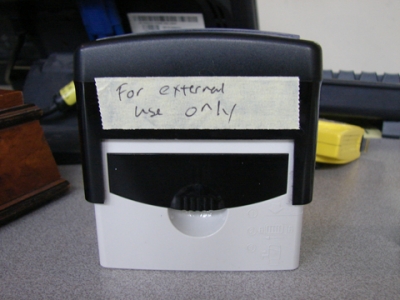 For external
use only